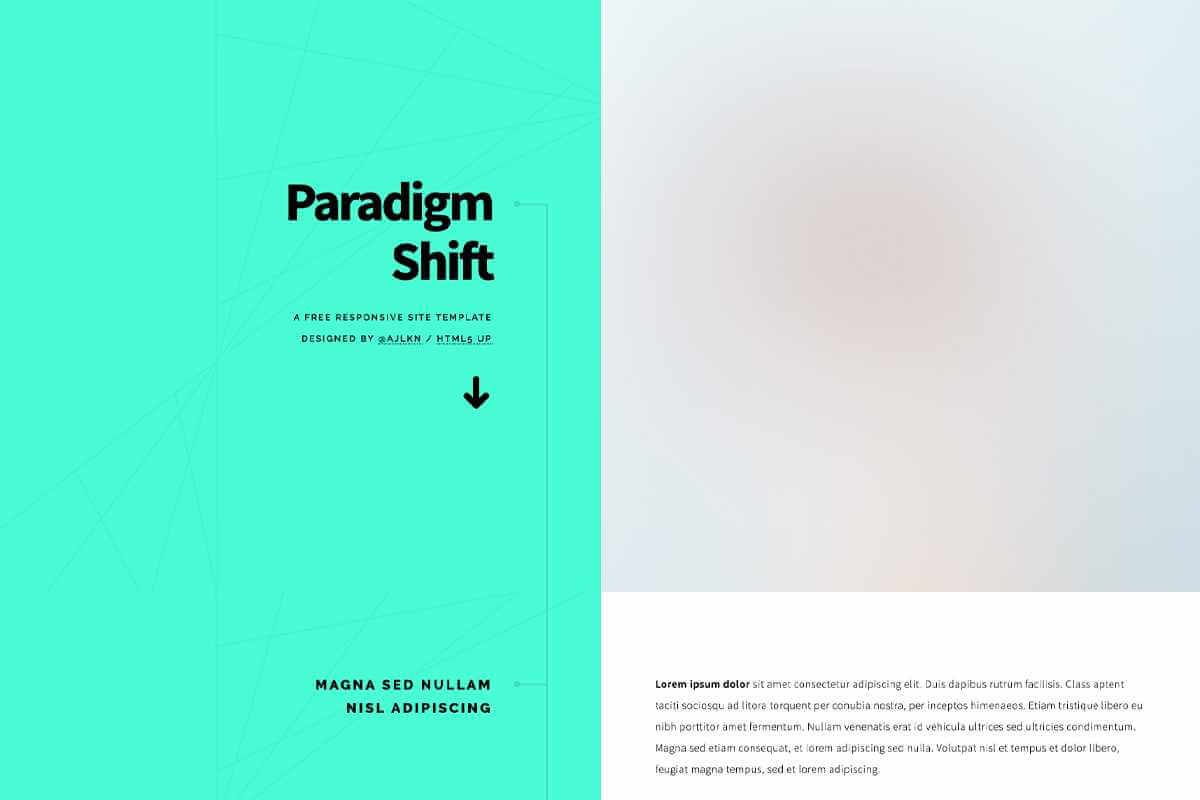 Paradigm
Shift
A FREE RESPONSIVE SITE TEMPLATE
DESIGNED BY @AJLKN / HTML5 UP
MAGNA SED NULLAM
NISL ADIPISCING
Lorem ipsum dolor sit amet consectetur adipiscing elit. Duis dapibus rutrum facilisis. Class aptent
taciti sociosqu ad litora torquent per conubia nostra, per inceptos himenaeos. Etiam tristique libero eu
nibh porttitor amet fermentum. Nullam venenatis erat id vehicula ultrices sed ultricies condimentum.
Magna sed etiam consequat, et lorem adipiscing sed nulla. Volutpat nisl et tempus et dolor libero,
feugiat magna tempus, sed et lorem adipiscing.